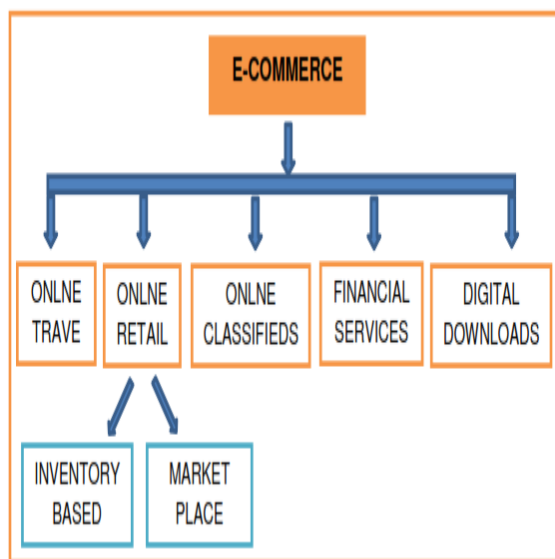 E-COMMERCE
ONLNE
TRAVE
ONLNE
RETAIL
ONLNE
CLASSIFIEDS
FINANCIAL
SERVICES
DIGITAL
DOWNLOADS
INVENTORY
BASED
MARKET
PLACE